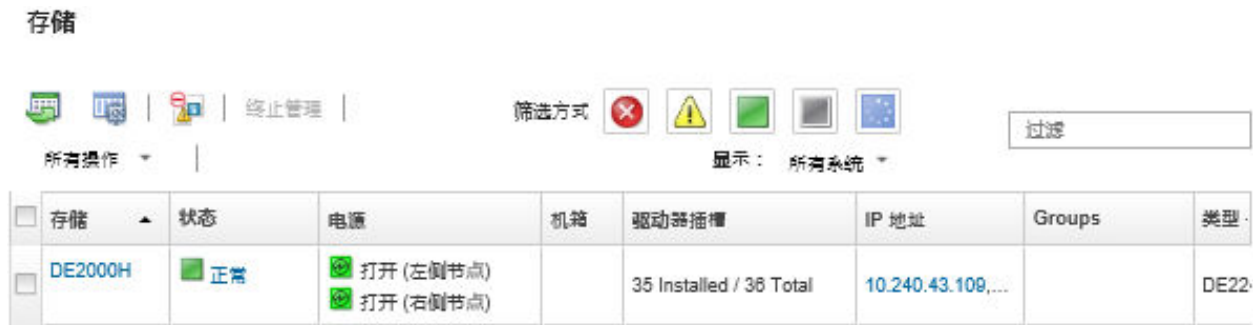 存储
终止管理
筛选方式
过滤
所有操作
显示： 所有系统
存储 状态 电源 机箱 驱动器插槽 IP 地址 Groups 类型
DE2000H 正常 打开 (左侧节点) 35 Installed / 36 Total 10.240.43.109,... DE22
打开 (右侧节点)